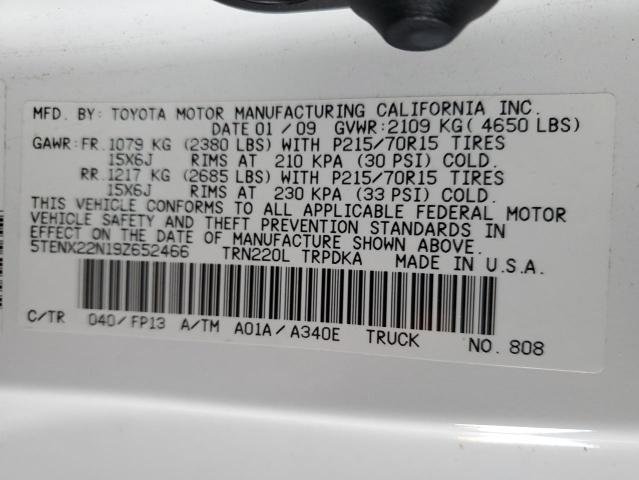 MFD. BY: TOYOTA MOTOR MANUFACTURING CALIFORNIA INC.
DATE 01 / 09 GVWR: 2109 KG( 4650 LBS)
GAWR: FR. 1079 KG (2380 LBS) WITH P215/70R15 TIRES
15X6J RIMS AT 210 KPA (30 PSI) COLD.
RR. 1217 KG (2685 LBS) WITH P215/70R15 TIRES
15X6J RIMS AT 230 KPA (33 PSI) COLD.
THIS VEHICLE CONFORMS TO ALL APPLICABLE FEDERAL MOTOR
VEHICLE SAFETY AND THEFT PREVENTION STANDARDS IN
EFFECT ON THE DATE OF MANUFACTURE SHOWN ABOVE.
5TENX22N19Z652466 TRN220L TRPDKA MADE IN U.S.A.
C/TR 040/FP13 A/TM A01A/A340E TRUCK NO. 808